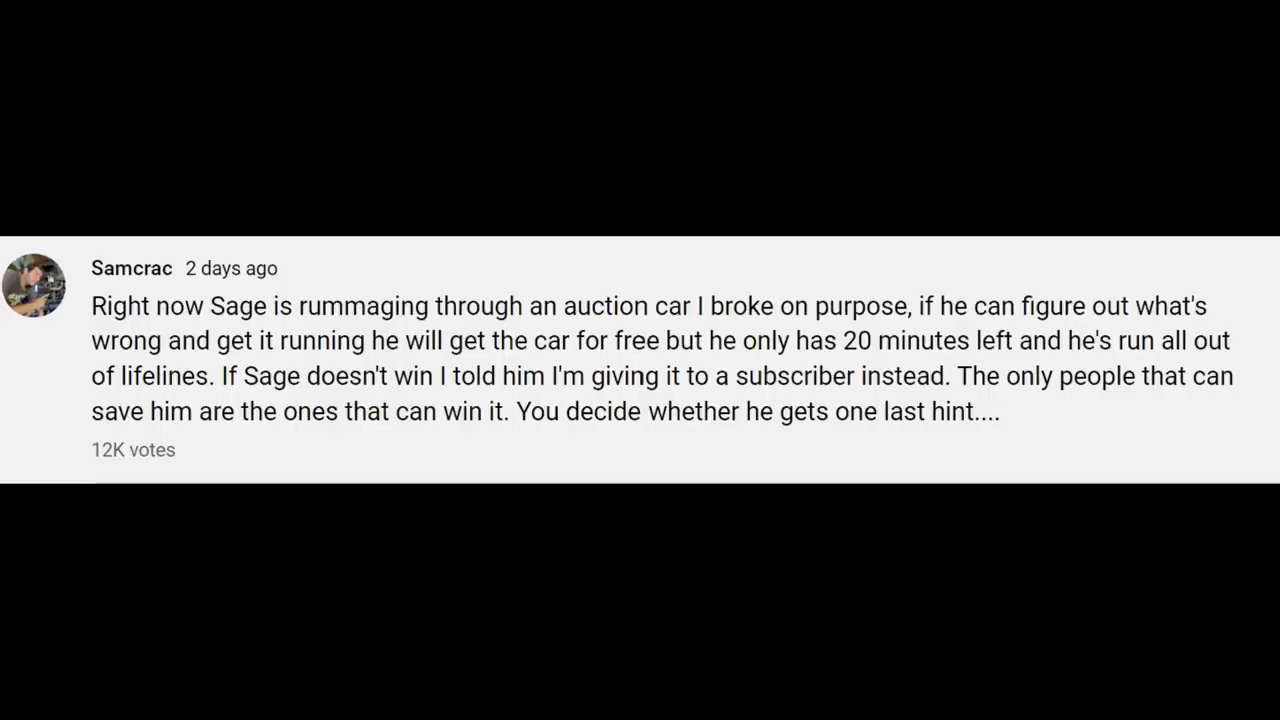 Samcrac 2 days ago
Right now Sage is rummaging through an auction car I broke on purpose, if he can figure out what's
wrong and get it running he will get the car for free but he only has 20 minutes left and he's run all out
of lifelines. If Sage doesn't win I told him I'm giving it to a subscriber instead. The only people that can
save him are the ones that can win it. You decide whether he gets one last hint....
12K votes